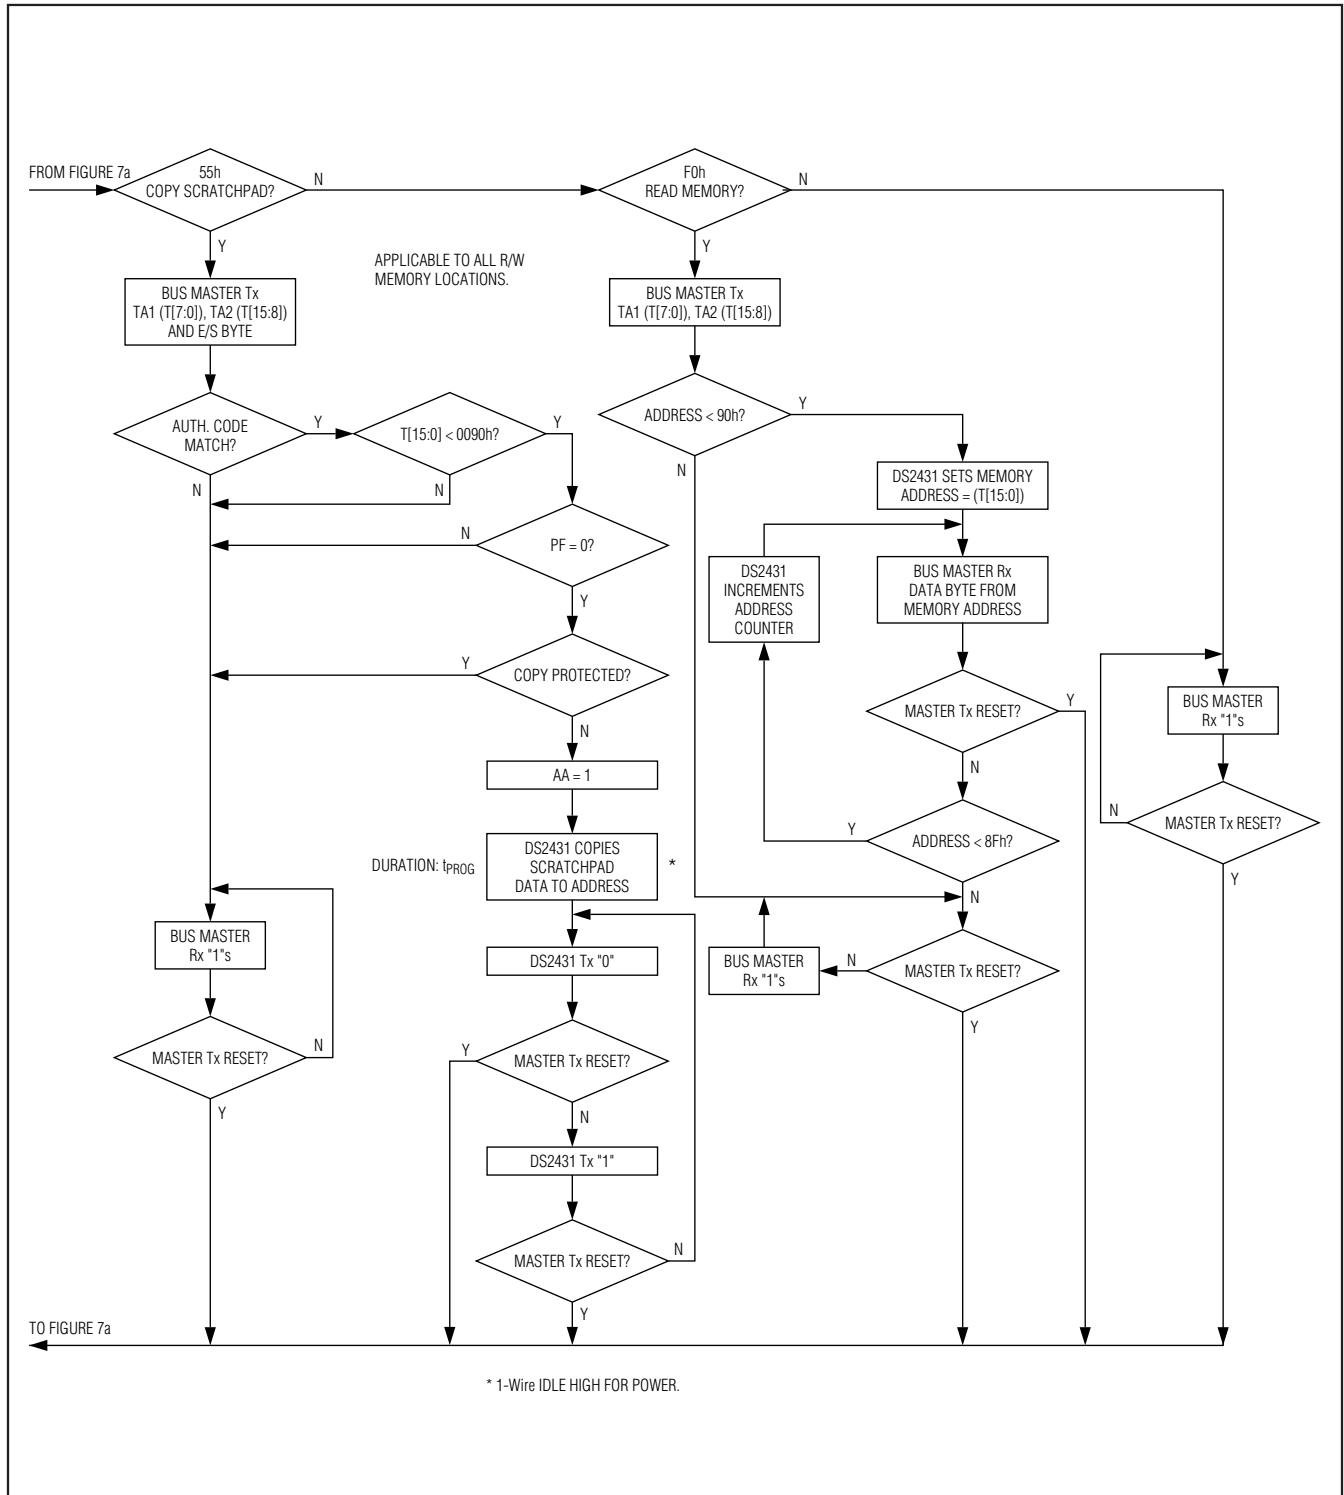 FROM FIGURE 7a
55h
COPY SCRATCHPAD?
N
F0h
READ MEMORY?
N
Y
Y
APPLICABLE TO ALL R/W
MEMORY LOCATIONS.
BUS MASTER Tx
TA1 (T[7:0]), TA2 (T[15:8])
AND E/S BYTE
BUS MASTER Tx
TA1 (T[7:0]), TA2 (T[15:8])
AUTH. CODE
MATCH?
Y
N
T[15:0] < 0090h?
Y
N
ADDRESS < 90h?
Y
N
DS2431 SETS MEMORY
ADDRESS = (T[15:0])
PF = 0?
N
Y
DS2431
INCREMENTS
ADDRESS
COUNTER
BUS MASTER Rx
DATA BYTE FROM
MEMORY ADDRESS
COPY PROTECTED?
Y
N
MASTER Tx RESET?
Y
N
BUS MASTER
Rx "1"s
AA = 1
MASTER Tx RESET?
N
Y
ADDRESS < 8Fh?
Y
N
DURATION: tPROG
DS2431 COPIES
SCRATCHPAD
DATA TO ADDRESS
*
BUS MASTER
Rx "1"s
DS2431 Tx "0"
BUS MASTER
Rx "1"s
N
MASTER Tx RESET?
Y
MASTER Tx RESET?
N
Y
MASTER Tx RESET?
Y
N
DS2431 Tx "1"
MASTER Tx RESET?
N
Y
TO FIGURE 7a
* 1-Wire IDLE HIGH FOR POWER.